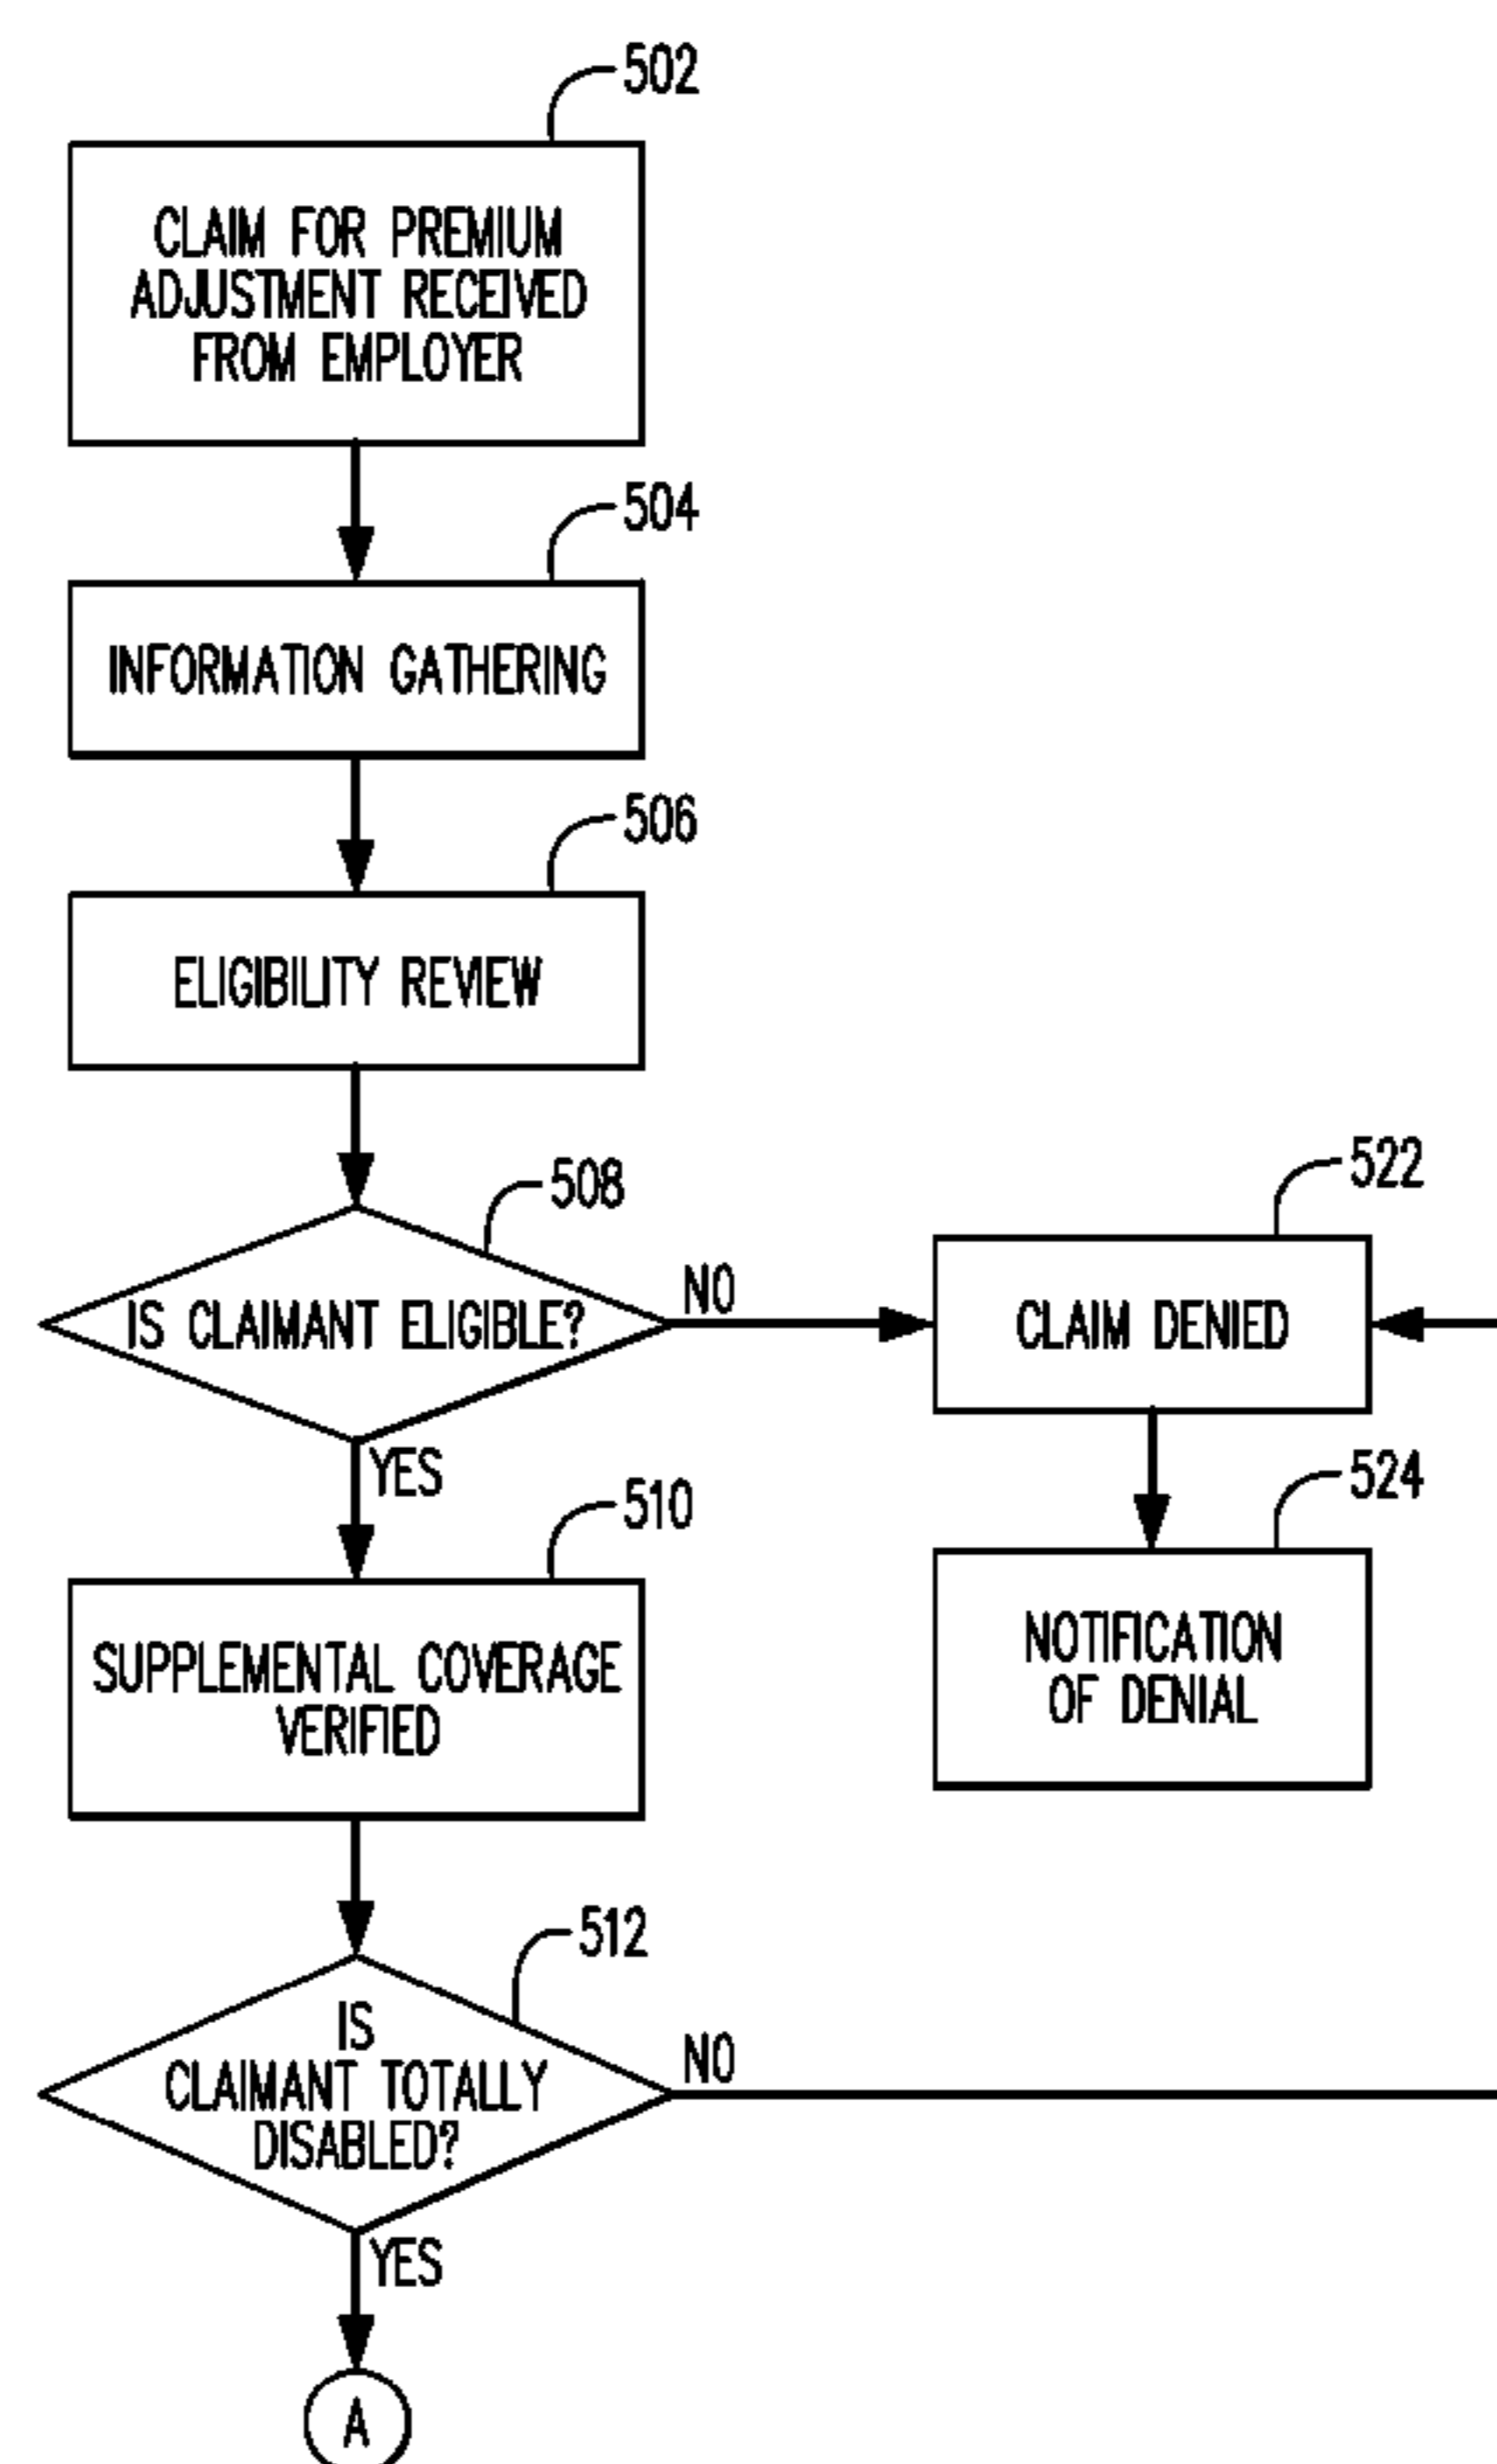 502
CLAIM FOR PREMIUM
ADJUSTMENT RECEIVED
FROM EMPLOYER
504
INFORMATION GATHERING
506
ELIGIBILITY REVIEW
508
IS CLAIMANT ELIGIBLE?
NO
YES
522
CLAIM DENIED
524
NOTIFICATION
OF DENIAL
510
SUPPLEMENTAL COVERAGE
VERIFIED
512
IS
CLAIMANT TOTALLY
DISABLED?
NO
YES
A